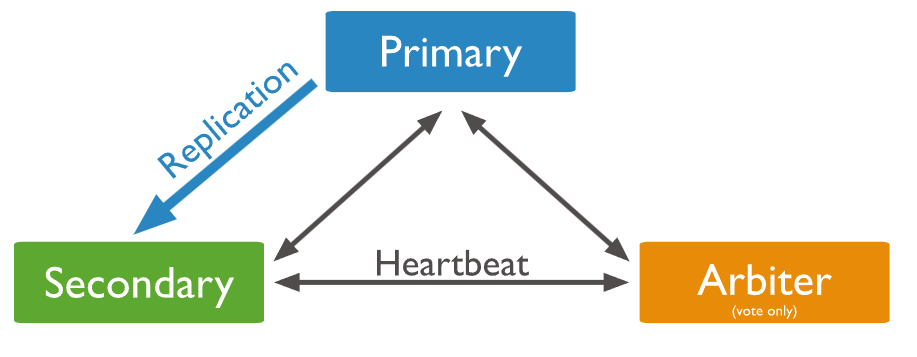 Primary
Replication
Secondary
Heartbeat
Arbiter
(vote only)